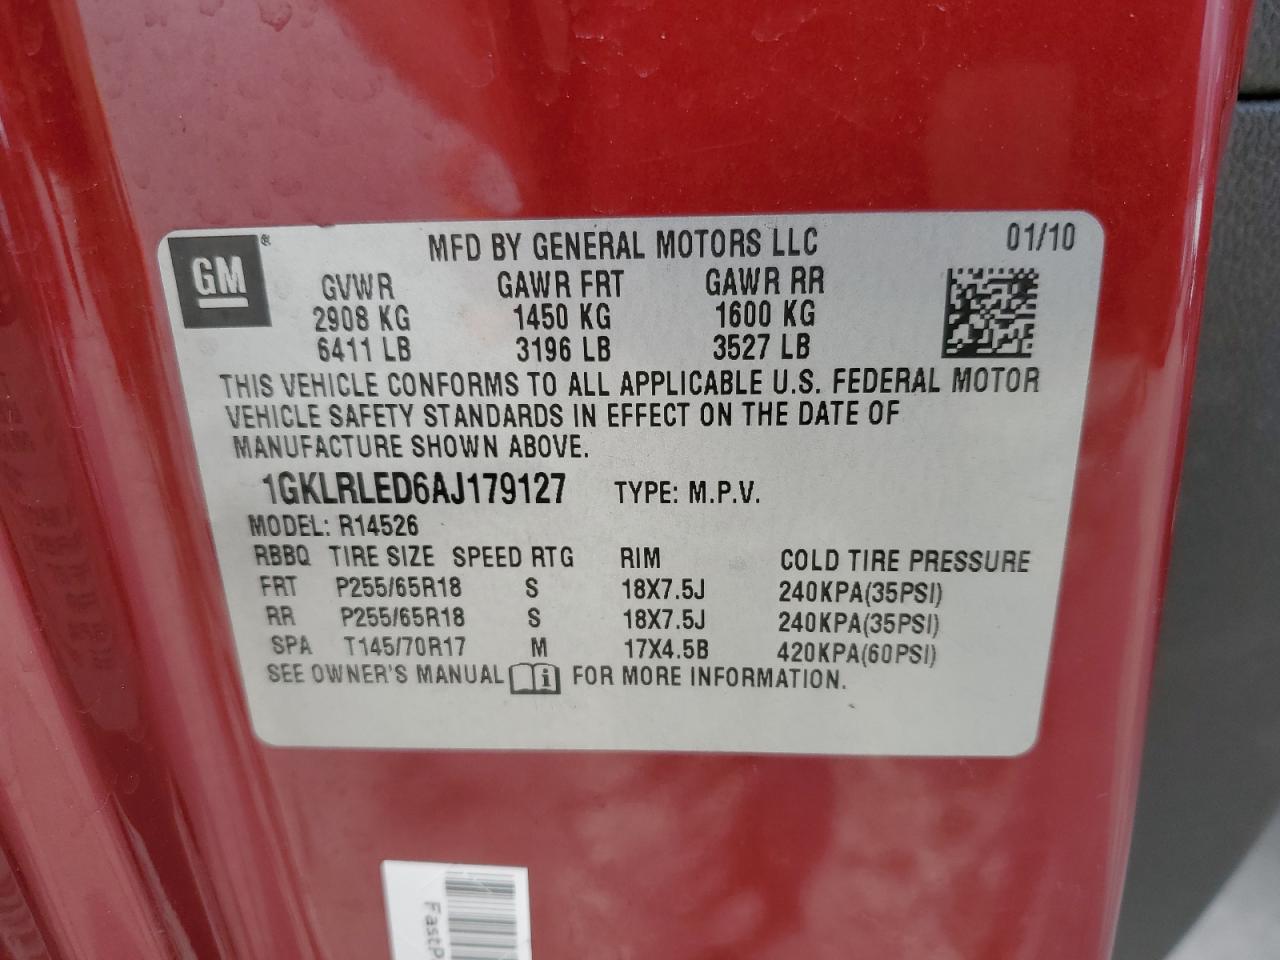 GM®
MFD BY GENERAL MOTORS LLC 01/10
GVWR GAWR FRT GAWR RR
2908 KG 1450 KG 1600 KG
6411 LB 3196 LB 3527 LB
THIS VEHICLE CONFORMS TO ALL APPLICABLE U.S. FEDERAL MOTOR
VEHICLE SAFETY STANDARDS IN EFFECT ON THE DATE OF
MANUFACTURE SHOWN ABOVE.
1GKLRLED6AJ179127 TYPE: M.P.V.
MODEL: R14526
RBBQ TIRE SIZE SPEED RTG RIM COLD TIRE PRESSURE
FRT P255/65R18 S 18X7.5J 240KPA(35PSI)
RR P255/65R18 S 18X7.5J 240KPA(35PSI)
SPA T145/70R17 M 17X4.5B 420KPA(60PSI)
SEE OWNER'S MANUAL i FOR MORE INFORMATION.
FastP